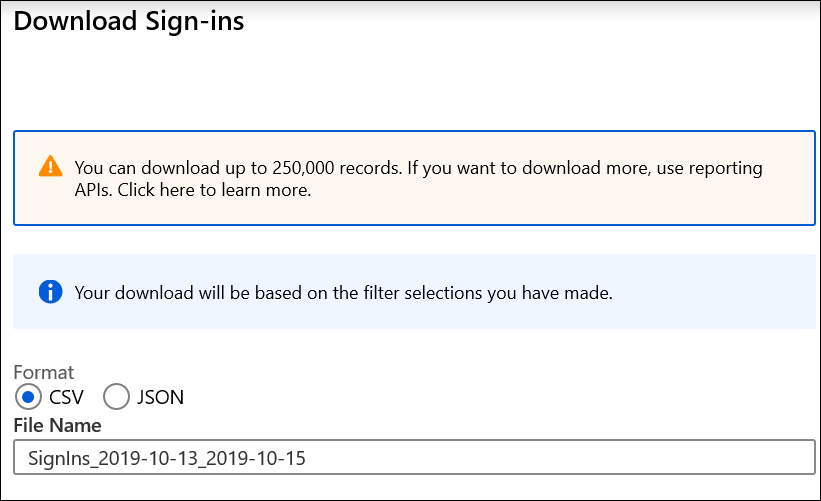 Download Sign-ins
You can download up to 250,000 records. If you want to download more, use reporting
APIs. Click here to learn more.
Your download will be based on the filter selections you have made.
Format
CSV JSON
File Name
SignIns_2019-10-13_2019-10-15